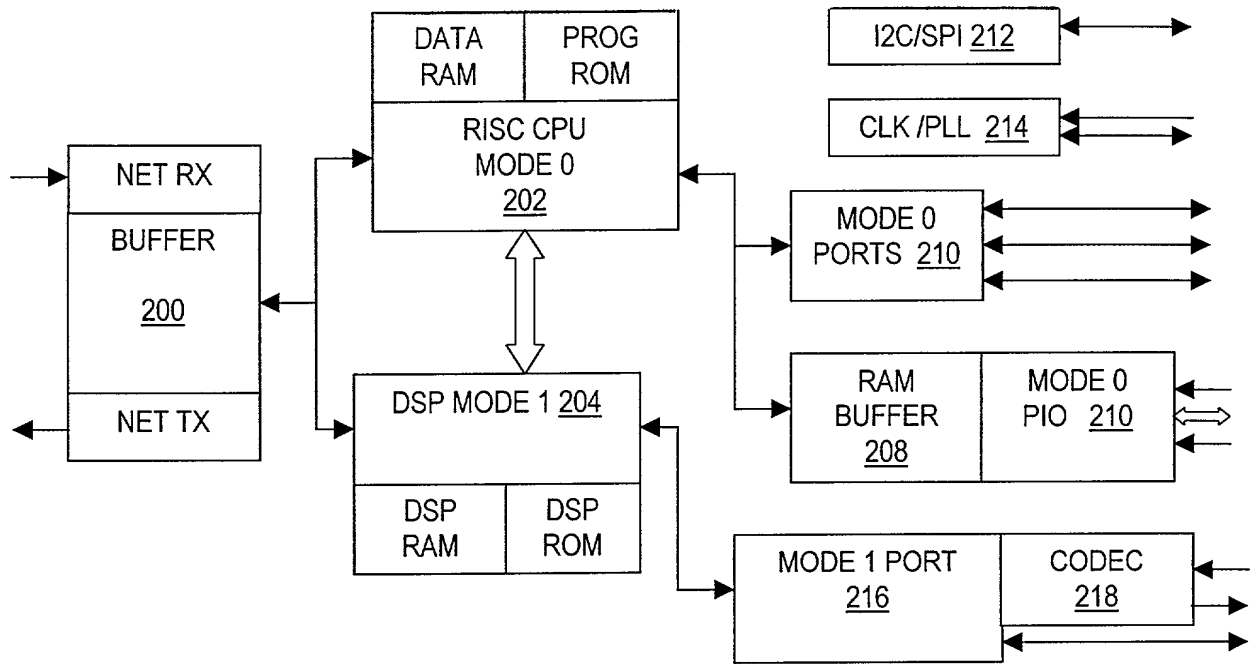 NET RX
BUFFER
200
NET TX
DATA
RAM
PROG
ROM
RISC CPU
MODE 0
202
DSP MODE 1 204
DSP
RAM
DSP
ROM
I2C/SPI 212
CLK /PLL 214
MODE 0
PORTS 210
RAM
BUFFER
208
MODE 0
PIO 210
MODE 1 PORT
216
CODEC
218